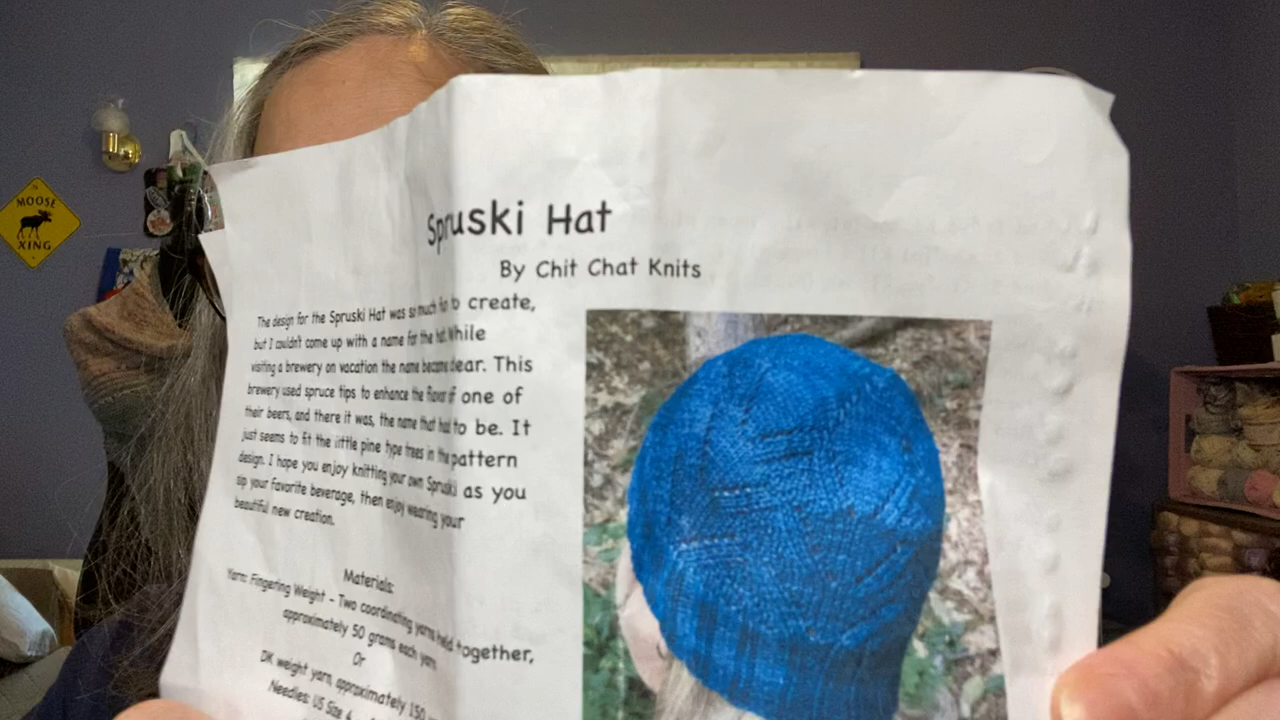 MOOSE
XING
Spruski Hat
By Chit Chat Knits
The design for the Spruski Hat was so much fun to create,
but I couldn't come up with a name for the hat. While
visiting a brewery on vacation the name became clear. This
brewery used spruce tips to enhance the flavor of one of
their beers, and there it was, the name that had to be. It
just seems to fit the little pine type trees in the pattern
design. I hope you enjoy knitting your own Spruski as you
sip your favorite beverage, then enjoy wearing your
beautiful new creation.
Materials:
Yarn: Fingering Weight - Two coordinating yarns held together,
approximately 50 grams each yarn
Or
DK weight yarn, approximately 150
Needles: US Size